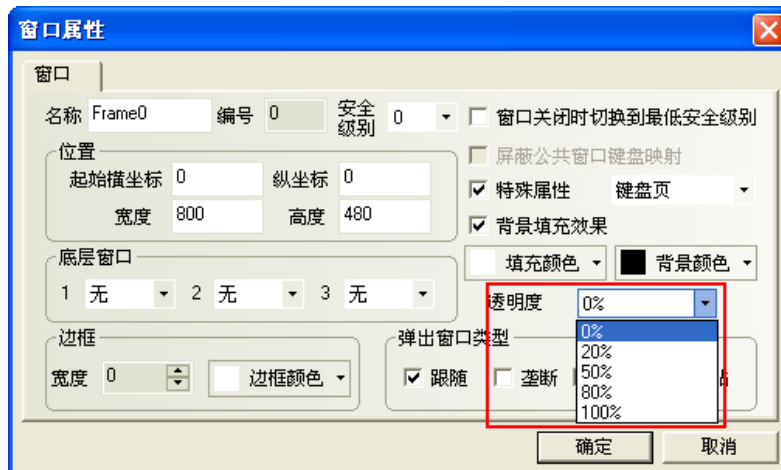 窗口属性
窗口
名称 Frame0 编号 0 安全级别 0 窗口关闭时切换到最低安全级别
位置
屏蔽公共窗口键盘映射
起始横坐标 0 纵坐标 0
特殊属性 键盘页
宽度 800 高度 480
背景填充效果
底层窗口
填充颜色 背景颜色
1 无 2 无 3 无
透明度 0%
边框
弹出窗口类型
0%
20%
宽度 0 边框颜色
跟随 垄断
50%
80%
100%
确定 取消